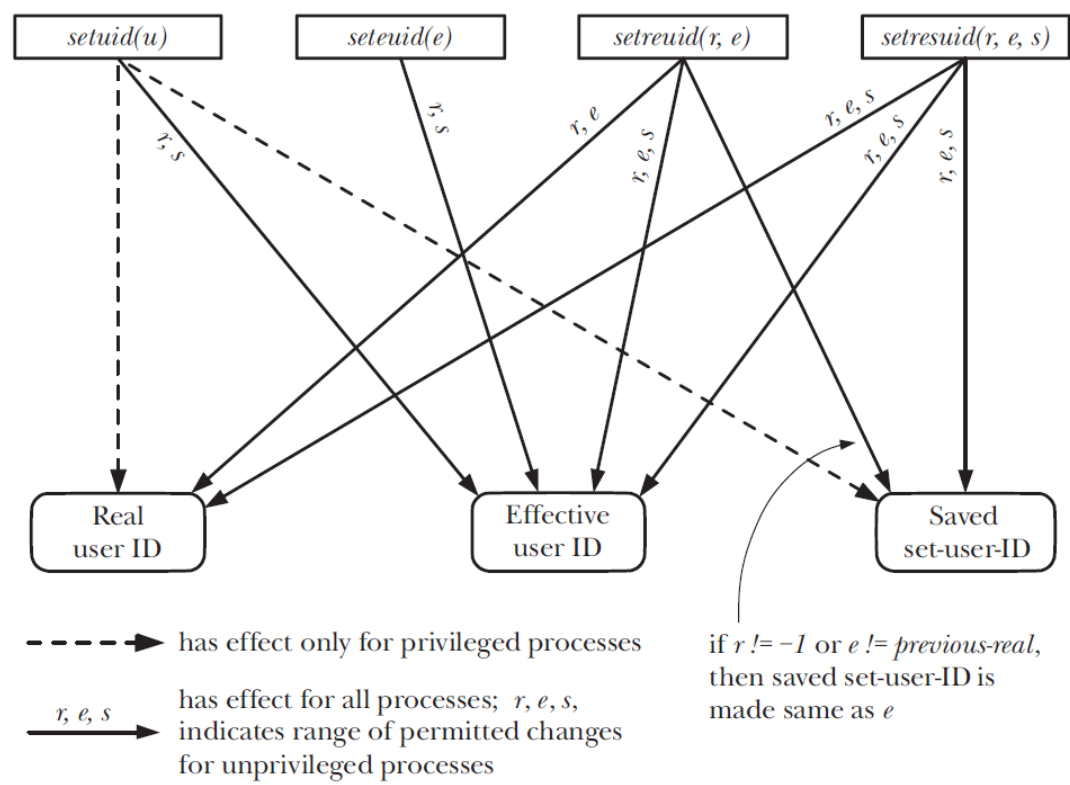 setuid(u)
seteuid(e)
setreuid(r, e)
setresuid(r, e, s)
r, s
r, s
r, e
r, e, s
r, e, s
r, e, s
r, e, s
Real
user ID
Effective
user ID
Saved
set-user-ID
has effect only for privileged processes
r, e, s
has effect for all processes; r, e, s,
indicates range of permitted changes
for unprivileged processes
if r != −1 or e != previous-real,
then saved set-user-ID is
made same as e